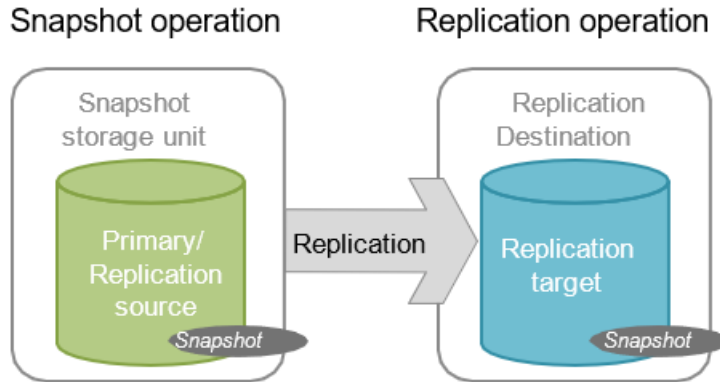 Snapshot operation
Replication operation
Snapshot
storage unit
Replication
Destination
Primary/
Replication
source
Replication
Replication
target
Snapshot
Snapshot